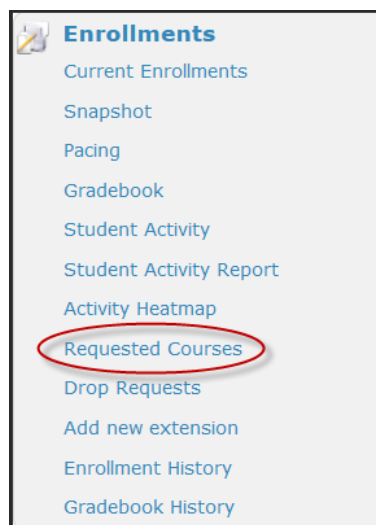 Enrollments
Current Enrollments
Snapshot
Pacing
Gradebook
Student Activity
Student Activity Report
Activity Heatmap
Requested Courses
Drop Requests
Add new extension
Enrollment History
Gradebook History